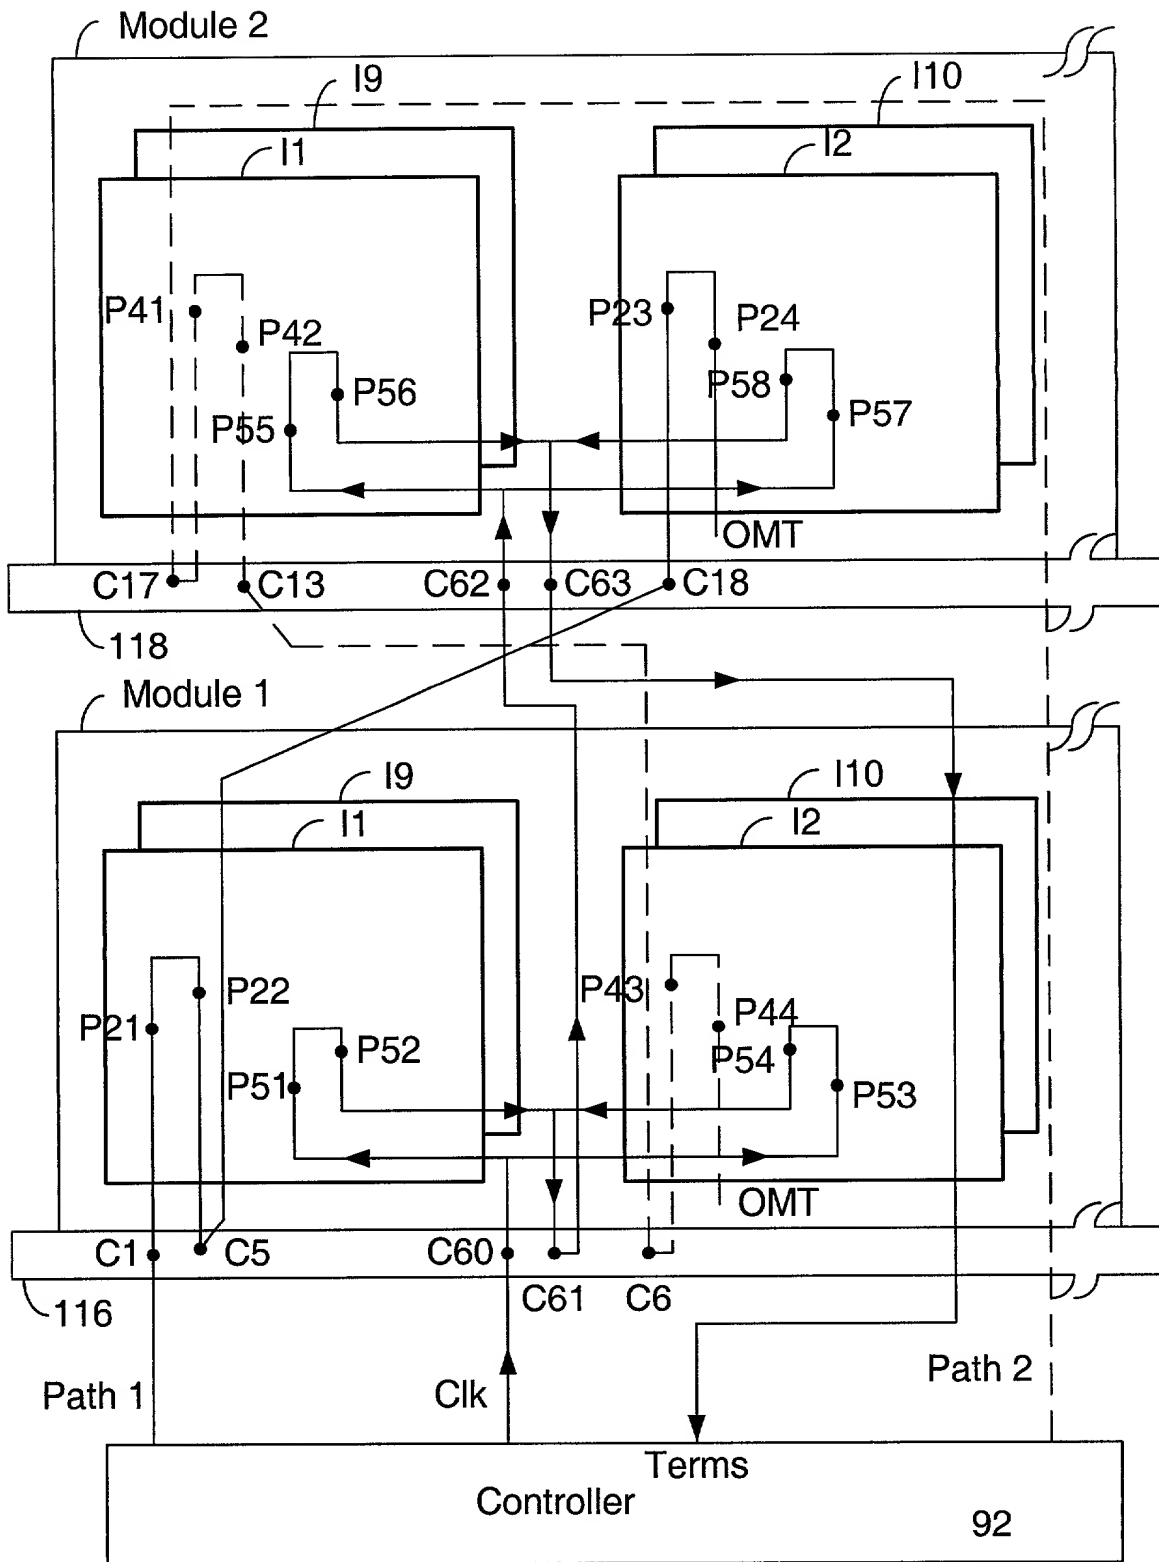 Module 2
I9
I10
I1
I2
P41
P42
P23
P24
P56
P58
P55
P57
OMT
C17
C13
C62
C63
C18
118
Module 1
I9
I10
I1
I2
P22
P43
P21
P44
P52
P54
P51
P53
OMT
C1
C5
C60
C61
C6
116
Path 1
Clk
Path 2
Terms
Controller
92